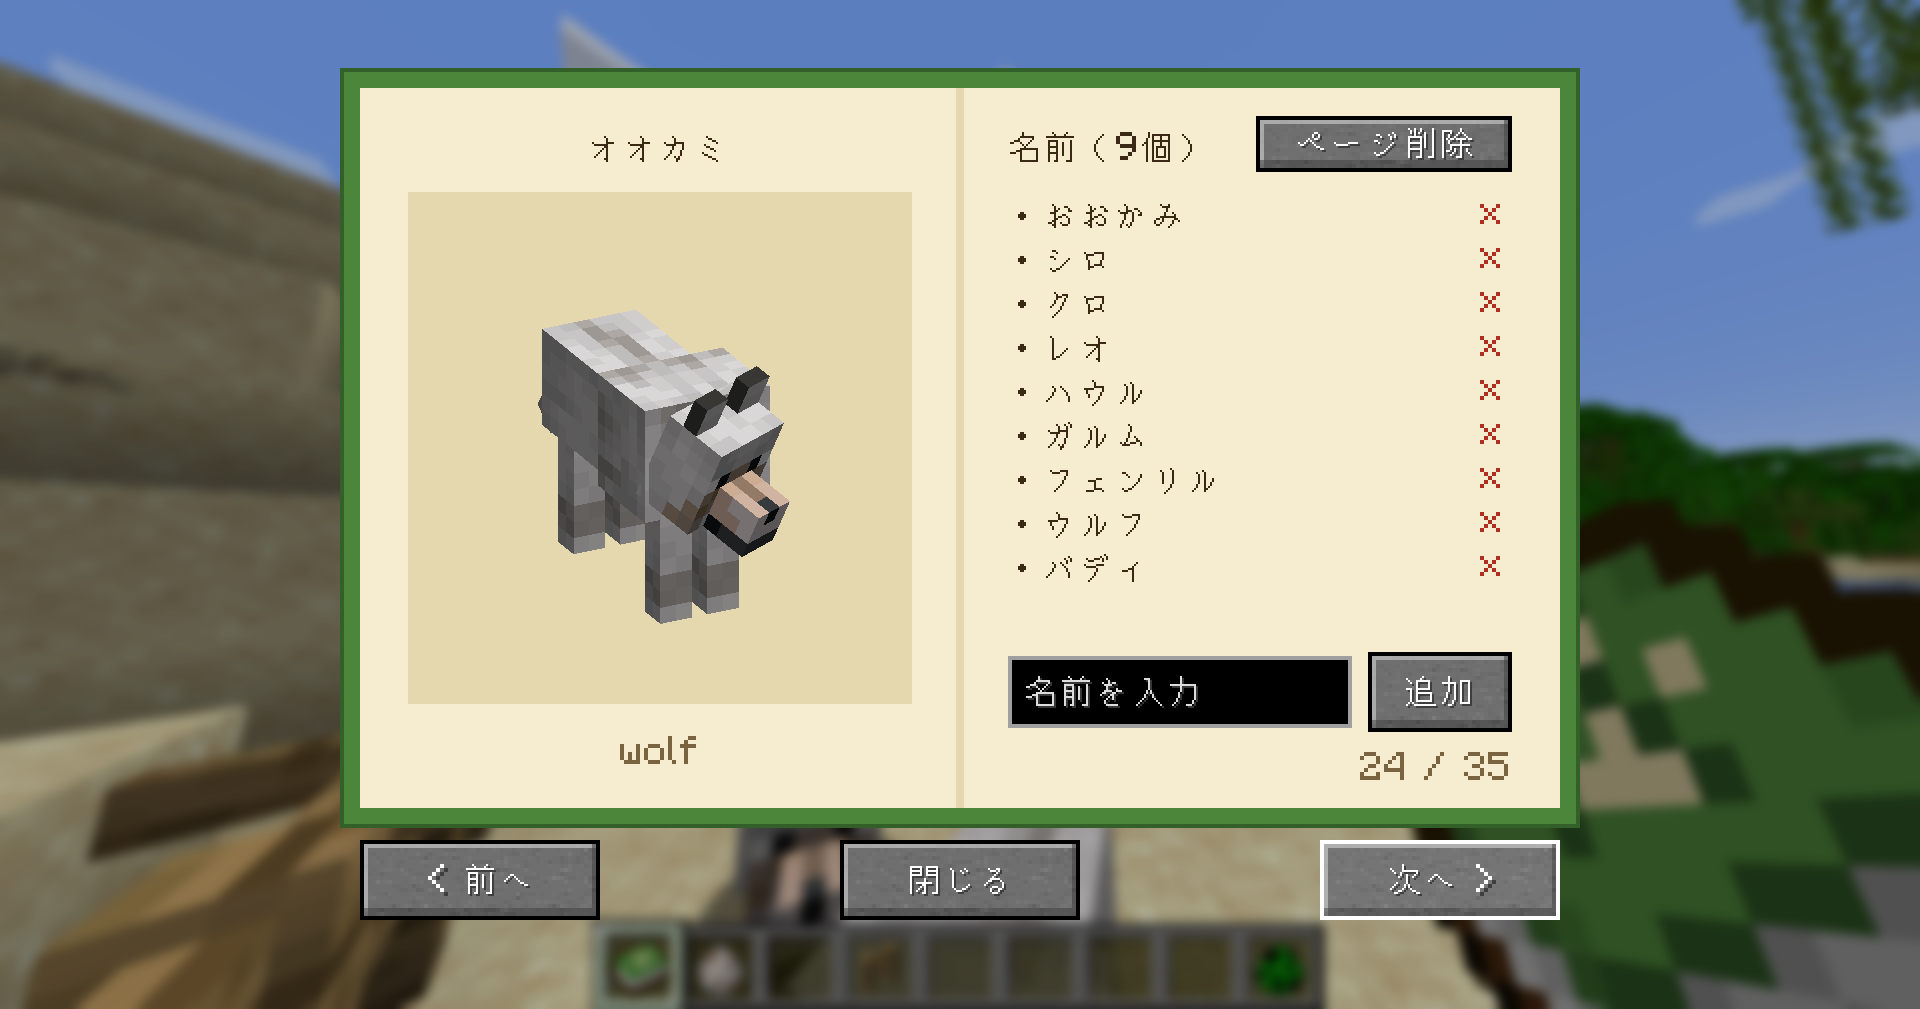 オオカミ
wolf
名前（9個）
ページ削除
・おおかみ ×
・シロ ×
・クロ ×
・レオ ×
・ハウル ×
・ガルム ×
・フェンリル ×
・ウルフ ×
・バディ ×
名前を入力
追加
24 / 35
< 前へ
閉じる
次へ >